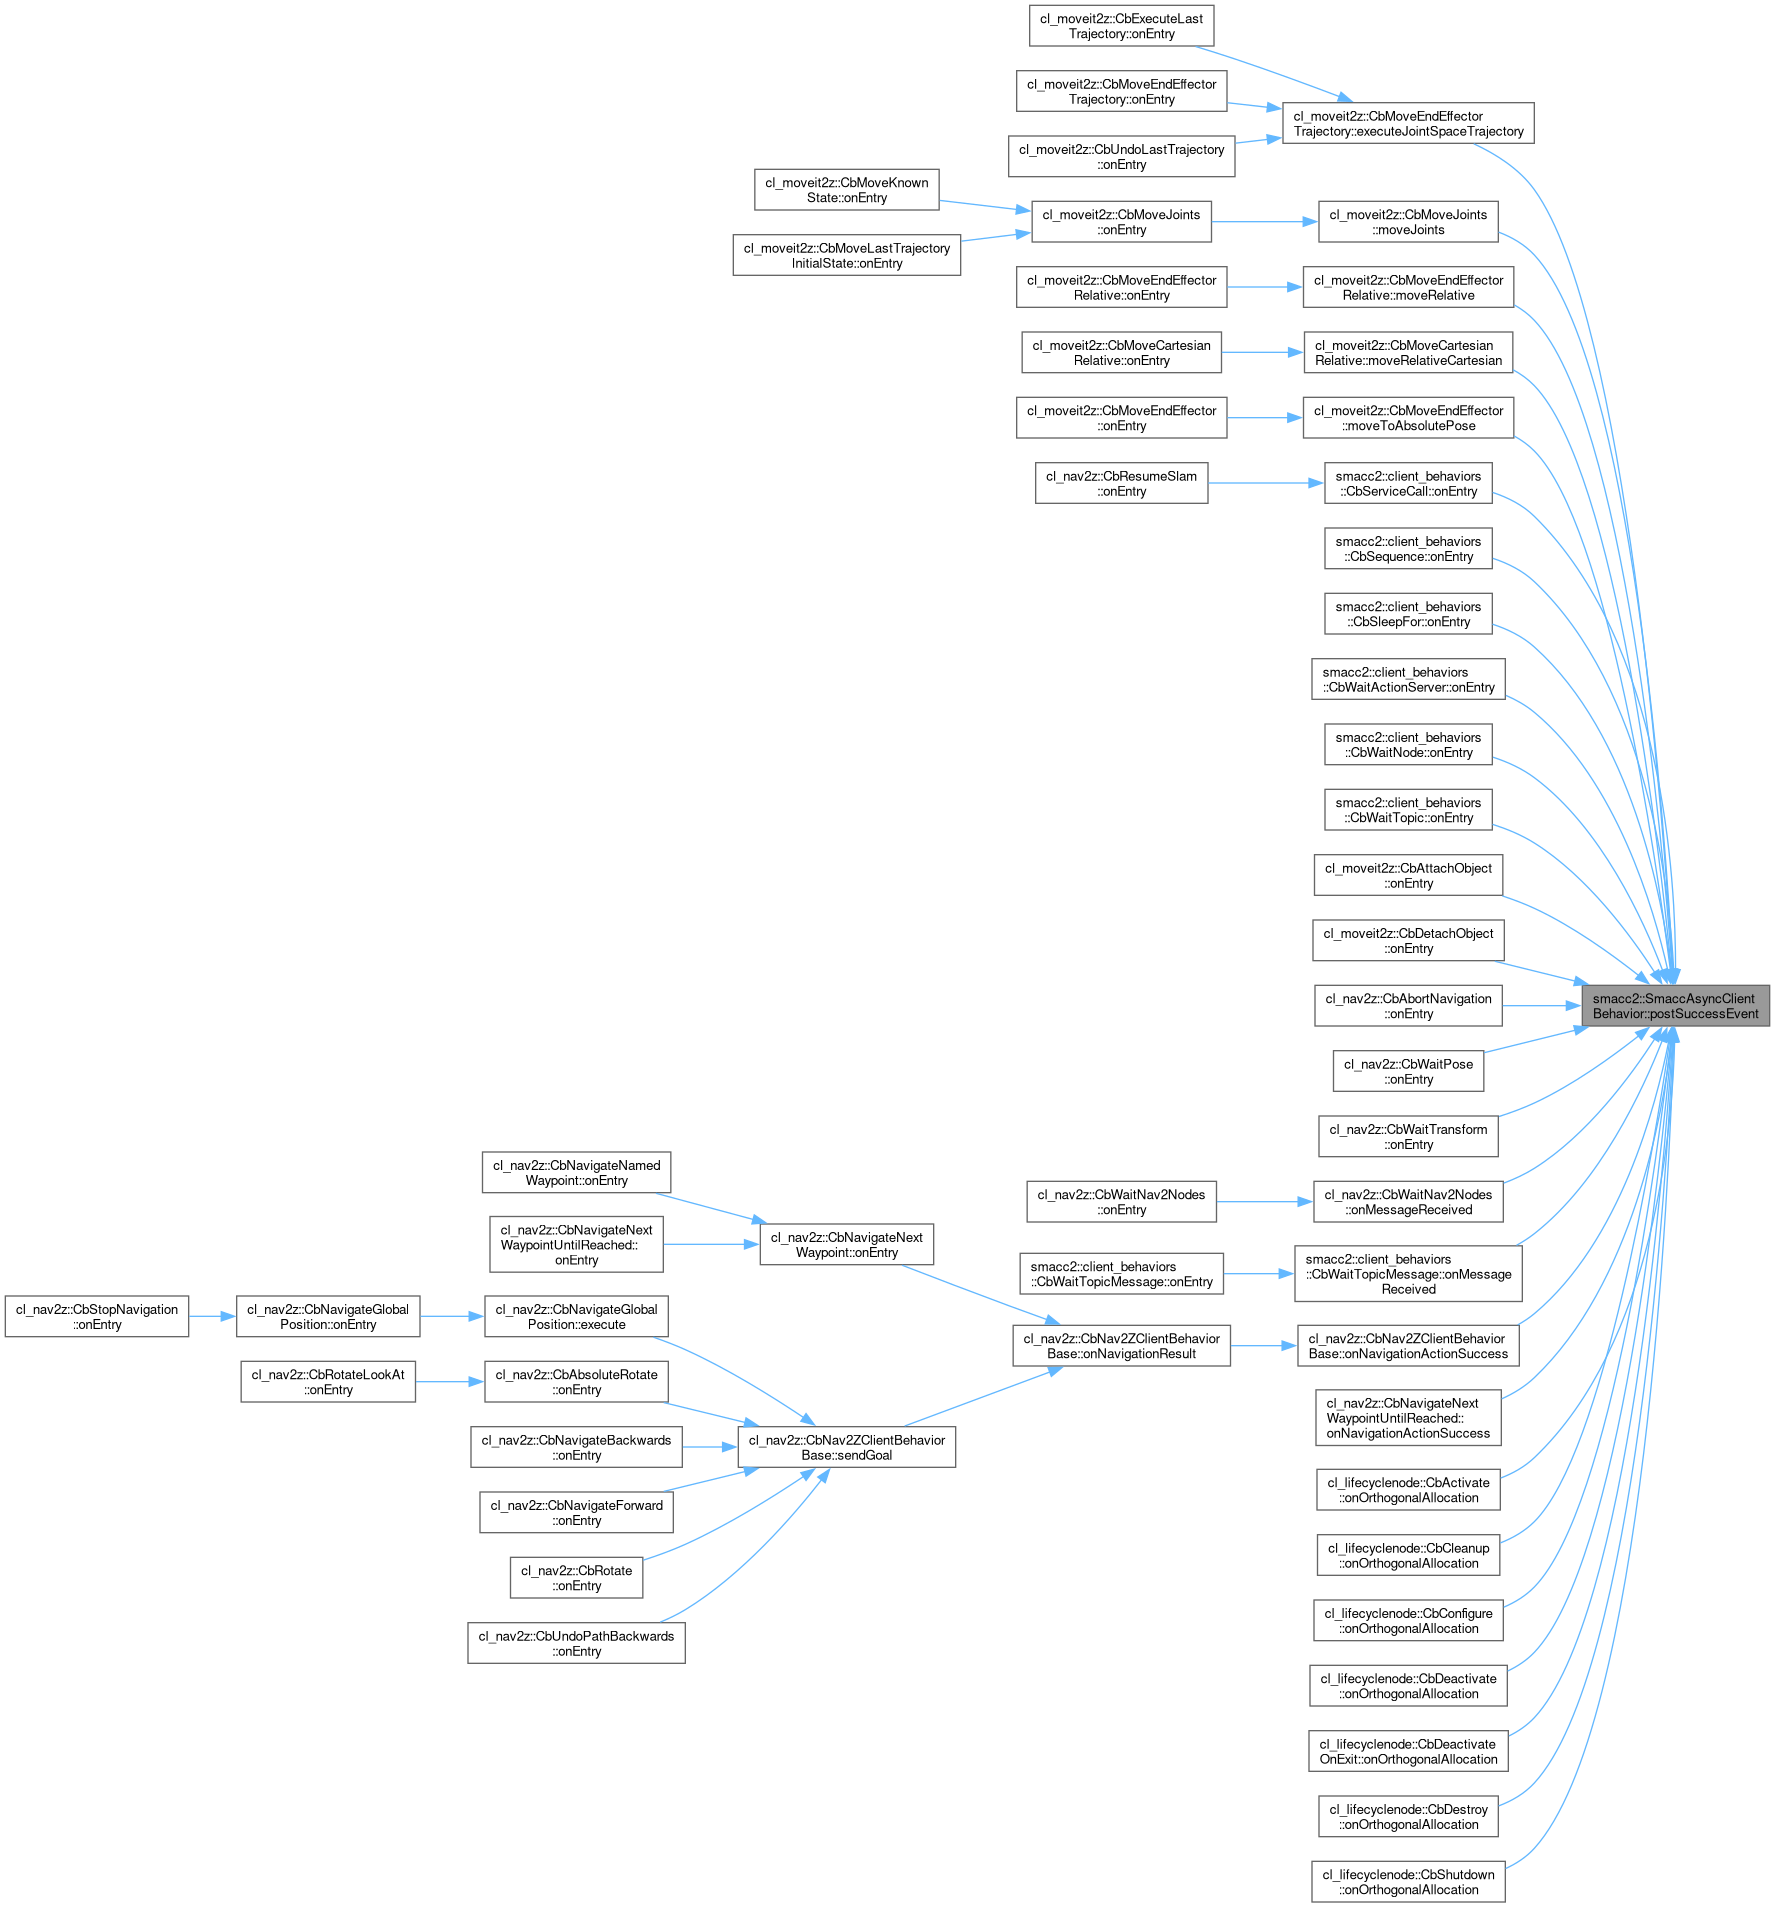 cl_moveit2z::CbExecuteLast
Trajectory::onEntry
cl_moveit2z::CbMoveEndEffector
Trajectory::onEntry
cl_moveit2z::CbMoveEndEffector
Trajectory::executeJointSpaceTrajectory
cl_moveit2z::CbUndoLastTrajectory
::onEntry
cl_moveit2z::CbMoveKnown
State::onEntry
cl_moveit2z::CbMoveJoints
::onEntry
cl_moveit2z::CbMoveJoints
::moveJoints
cl_moveit2z::CbMoveLastTrajectory
InitialState::onEntry
cl_moveit2z::CbMoveEndEffector
Relative::onEntry
cl_moveit2z::CbMoveEndEffector
Relative::moveRelative
cl_moveit2z::CbMoveCartesian
Relative::onEntry
cl_moveit2z::CbMoveCartesian
Relative::moveRelativeCartesian
cl_moveit2z::CbMoveEndEffector
::onEntry
cl_moveit2z::CbMoveEndEffector
::moveToAbsolutePose
cl_nav2z::CbResumeSlam
::onEntry
smacc2::client_behaviors
::CbServiceCall::onEntry
smacc2::client_behaviors
::CbSequence::onEntry
smacc2::client_behaviors
::CbSleepFor::onEntry
smacc2::client_behaviors
::CbWaitActionServer::onEntry
smacc2::client_behaviors
::CbWaitNode::onEntry
smacc2::client_behaviors
::CbWaitTopic::onEntry
cl_moveit2z::CbAttachObject
::onEntry
cl_moveit2z::CbDetachObject
::onEntry
cl_nav2z::CbAbortNavigation
::onEntry
smacc2::SmaccAsyncClient
Behavior::postSuccessEvent
cl_nav2z::CbWaitPose
::onEntry
cl_nav2z::CbWaitTransform
::onEntry
cl_nav2z::CbNavigateNamed
Waypoint::onEntry
cl_nav2z::CbWaitNav2Nodes
::onEntry
cl_nav2z::CbWaitNav2Nodes
::onMessageReceived
cl_nav2z::CbNavigateNext
WaypointUntilReached::
onEntry
cl_nav2z::CbNavigateNext
Waypoint::onEntry
smacc2::client_behaviors
::CbWaitTopicMessage::onEntry
smacc2::client_behaviors
::CbWaitTopicMessage::onMessage
Received
cl_nav2z::CbStopNavigation
::onEntry
cl_nav2z::CbNavigateGlobal
Position::onEntry
cl_nav2z::CbNavigateGlobal
Position::execute
cl_nav2z::CbNav2ZClientBehavior
Base::onNavigationResult
cl_nav2z::CbNav2ZClientBehavior
Base::onNavigationActionSuccess
cl_nav2z::CbRotateLookAt
::onEntry
cl_nav2z::CbAbsoluteRotate
::onEntry
cl_nav2z::CbNavigateNext
WaypointUntilReached::
onNavigationActionSuccess
cl_nav2z::CbNavigateBackwards
::onEntry
cl_nav2z::CbNav2ZClientBehavior
Base::sendGoal
cl_lifecyclenode::CbActivate
::onOrthogonalAllocation
cl_nav2z::CbNavigateForward
::onEntry
cl_lifecyclenode::CbCleanup
::onOrthogonalAllocation
cl_nav2z::CbRotate
::onEntry
cl_lifecyclenode::CbConfigure
::onOrthogonalAllocation
cl_nav2z::CbUndoPathBackwards
::onEntry
cl_lifecyclenode::CbDeactivate
::onOrthogonalAllocation
cl_lifecyclenode::CbDeactivate
OnExit::onOrthogonalAllocation
cl_lifecyclenode::CbDestroy
::onOrthogonalAllocation
cl_lifecyclenode::CbShutdown
::onOrthogonalAllocation